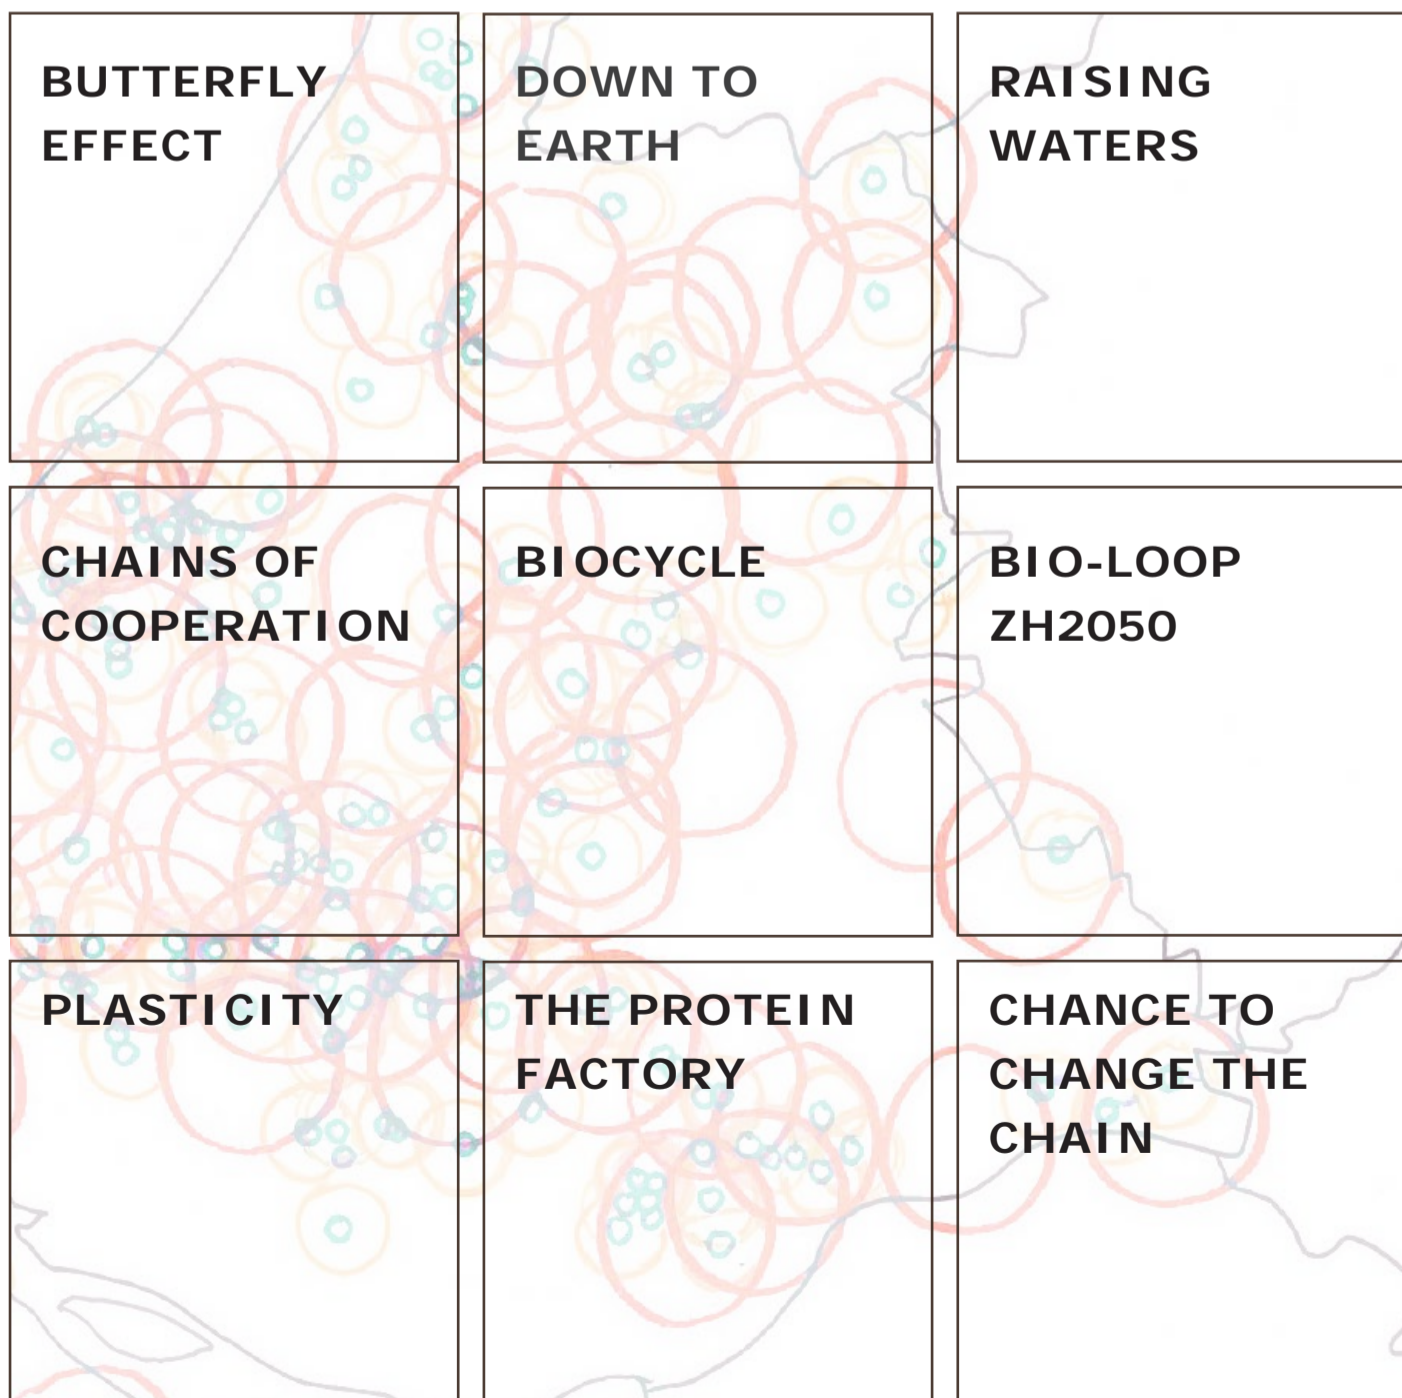 BUTTERFLY
EFFECT
DOWN TO
EARTH
RAISING
WATERS
CHAINS OF
COOPERATION
BIOCYCLE
BIO-LOOP
ZH2050
PLASTICITY
THE PROTEIN
FACTORY
CHANCE TO
CHANGE THE
CHAIN